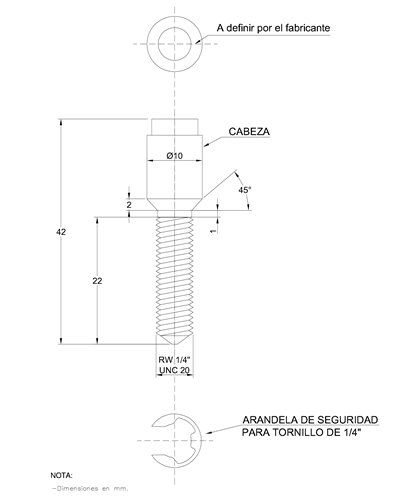 A definir por el fabricante
CABEZA
Ø10
45°
2
1
42
22
RW 1/4"
UNC 20
ARANDELA DE SEGURIDAD
PARA TORNILLO DE 1/4"
NOTA:
-Dimensiones en mm.